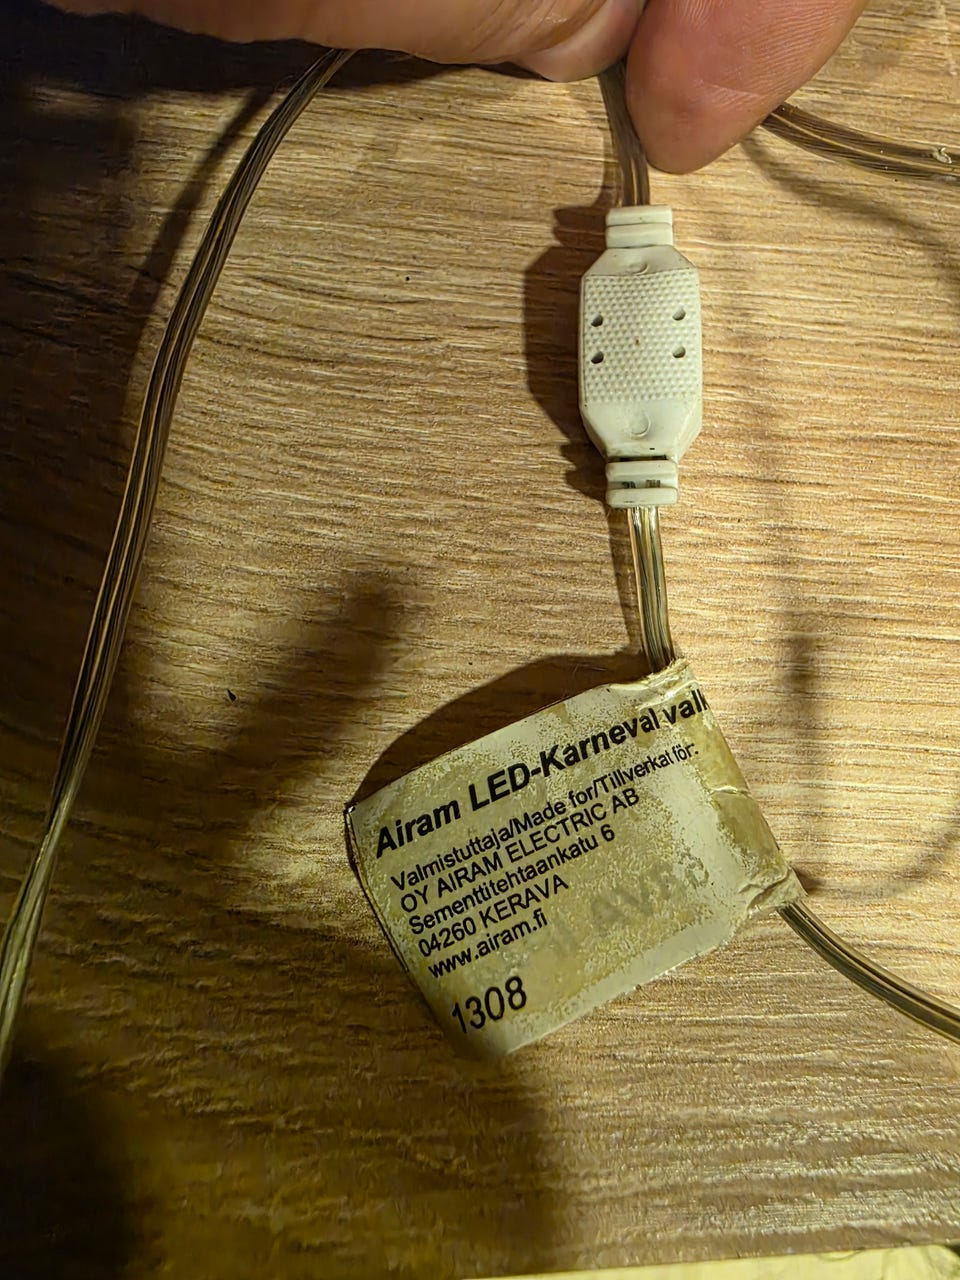 Airam LED-Karneval
Valmistuttaja/Made for/Tillverkat för:
OY AIRAM ELECTRIC AB
Sementtitehtaankatu 6
04260 KERAVA
www.airam.fi
1308